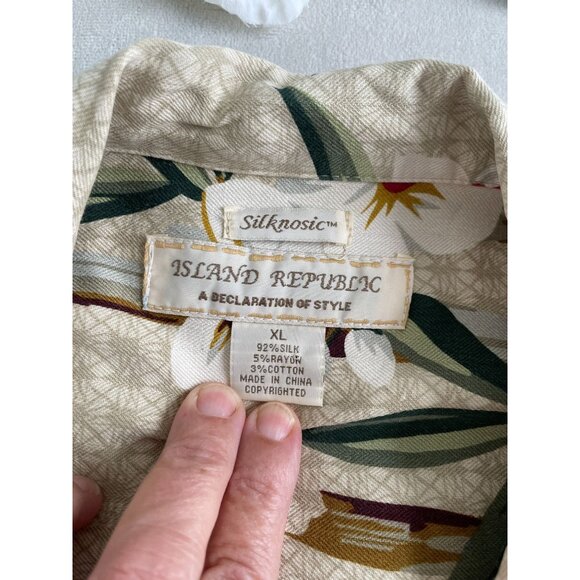 Silknosic™
ISLAND REPUBLIC
A DECLARATION OF STYLE
XL
92%SILK
5%RAYON
3%COTTON
MADE IN CHINA
COPYRIGHTED